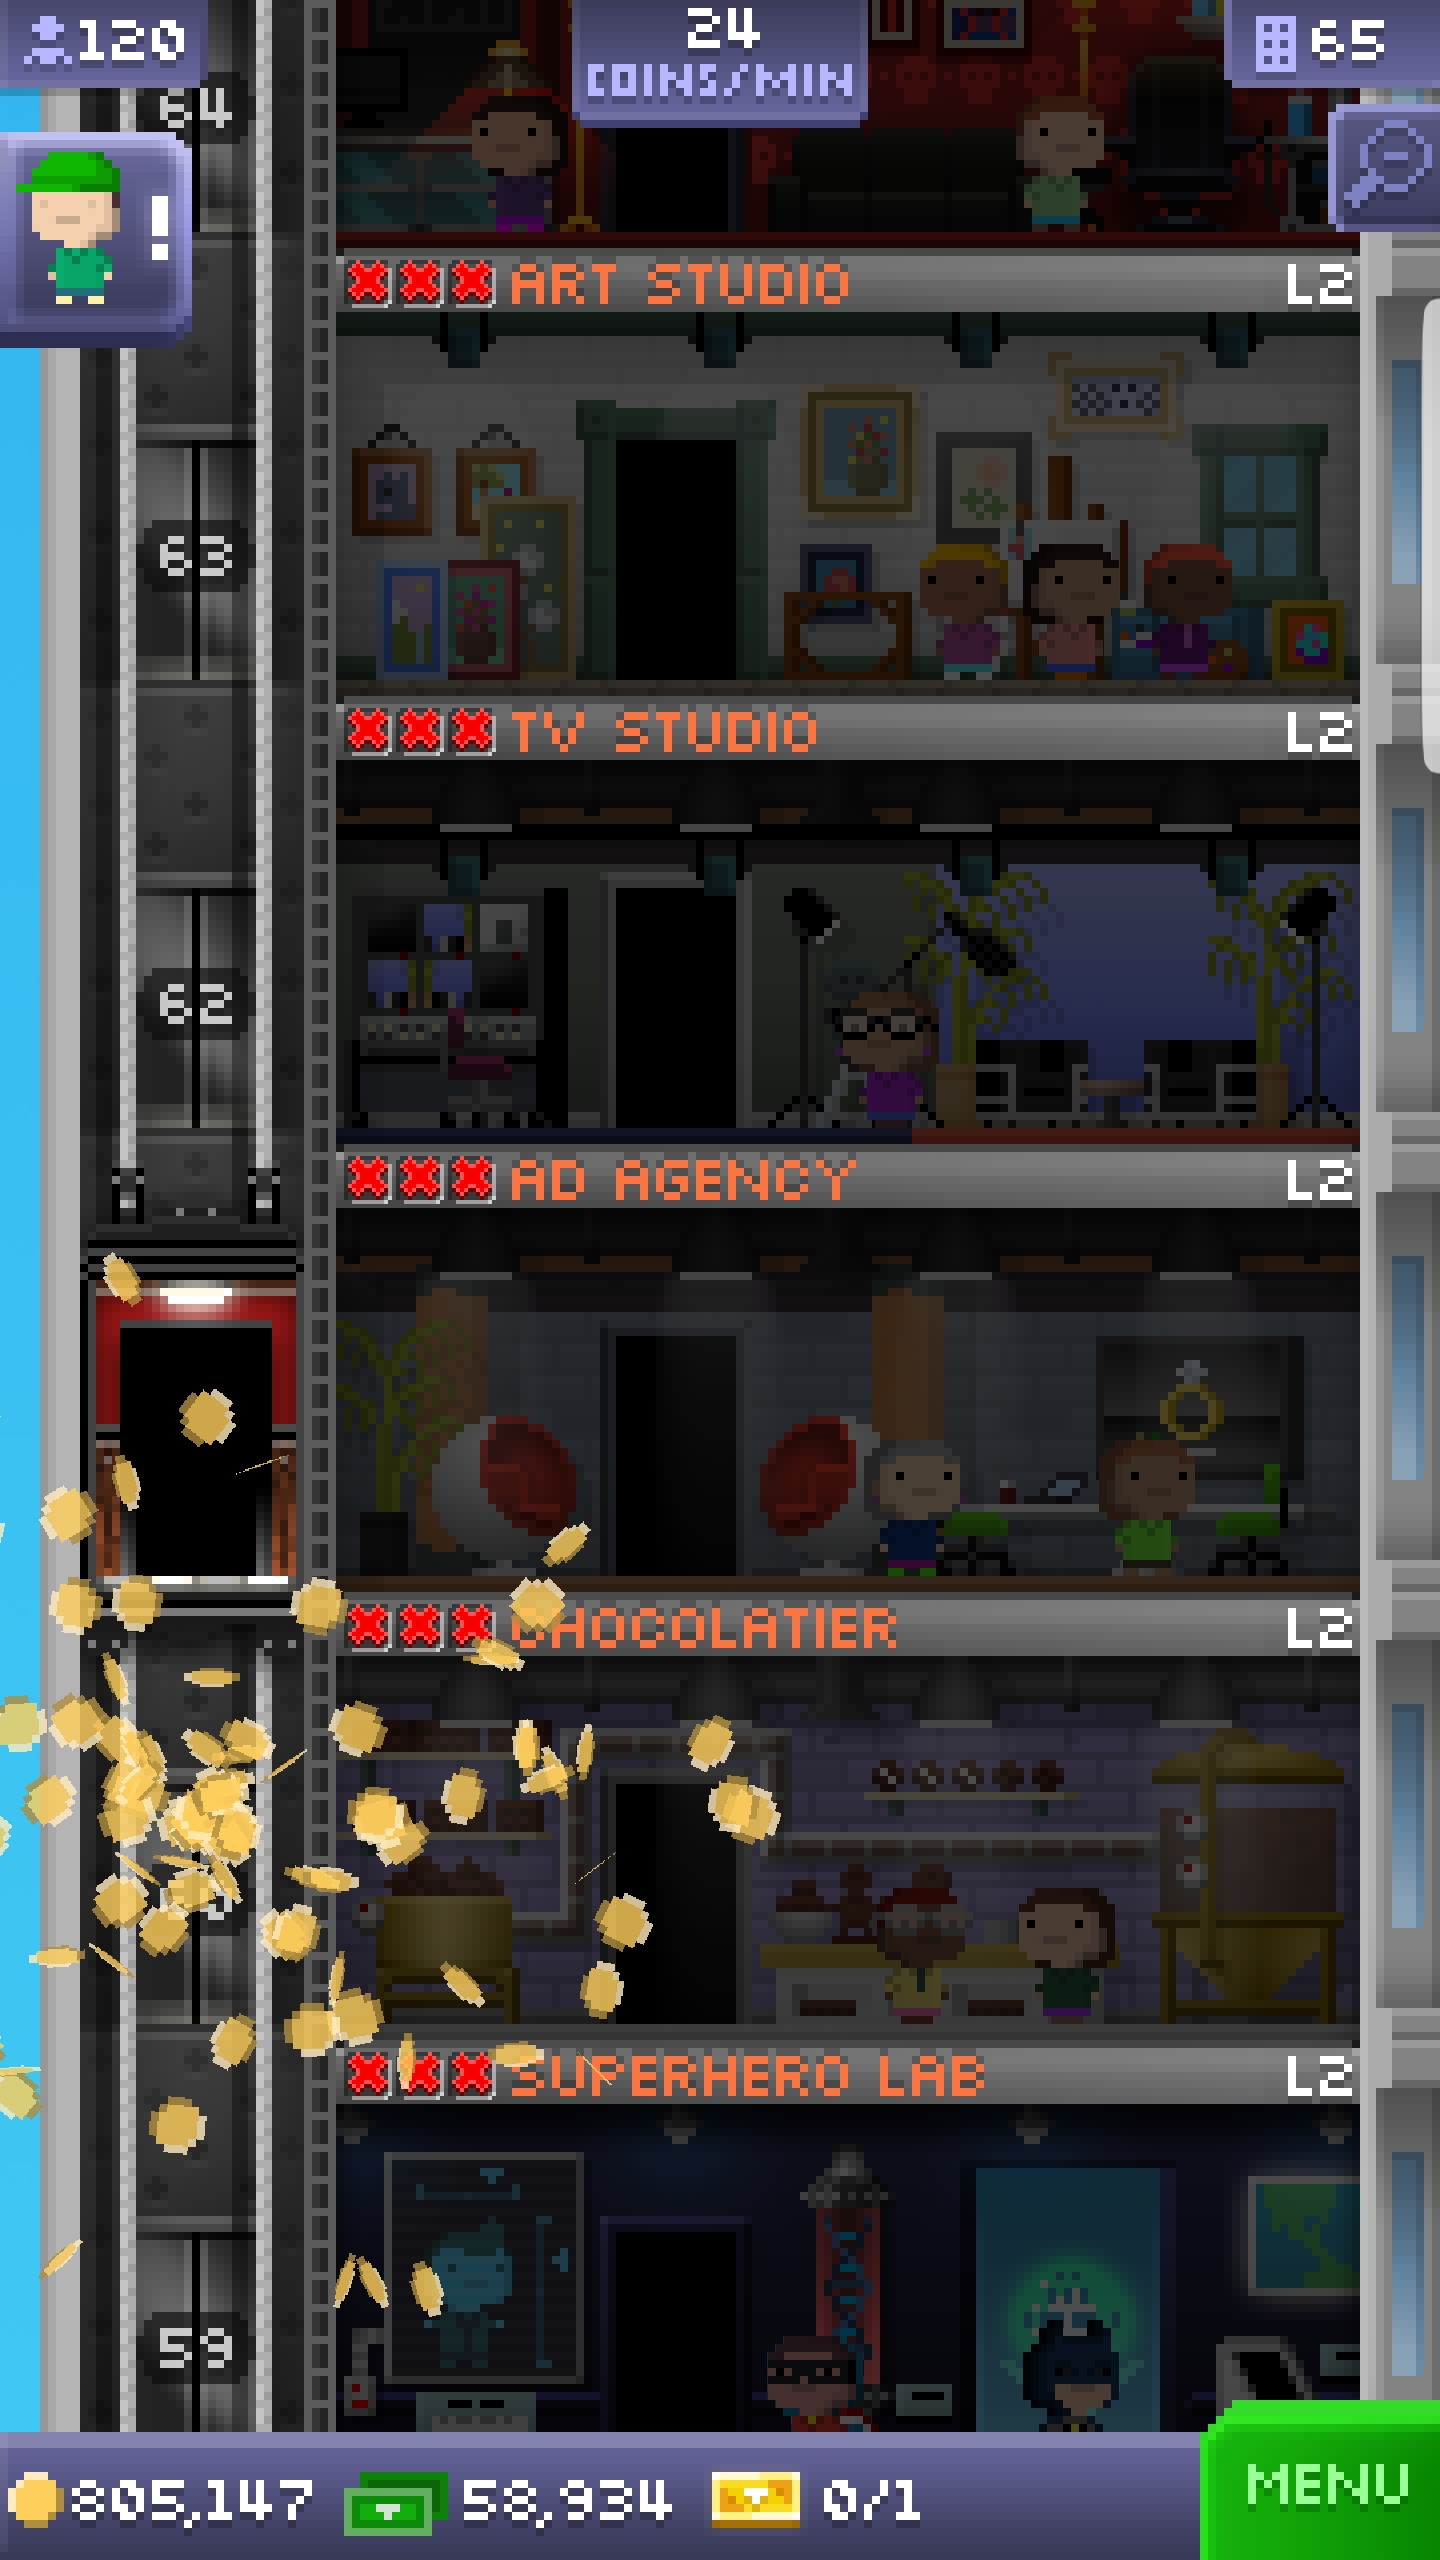 120
24
COINS/MIN
65
64
!
ART STUDIO L2
63
TV STUDIO L2
62
AD AGENCY L2
CHOCOLATIER L2
SUPERHERO LAB L2
59
805,147 58,934 0/1
MENU